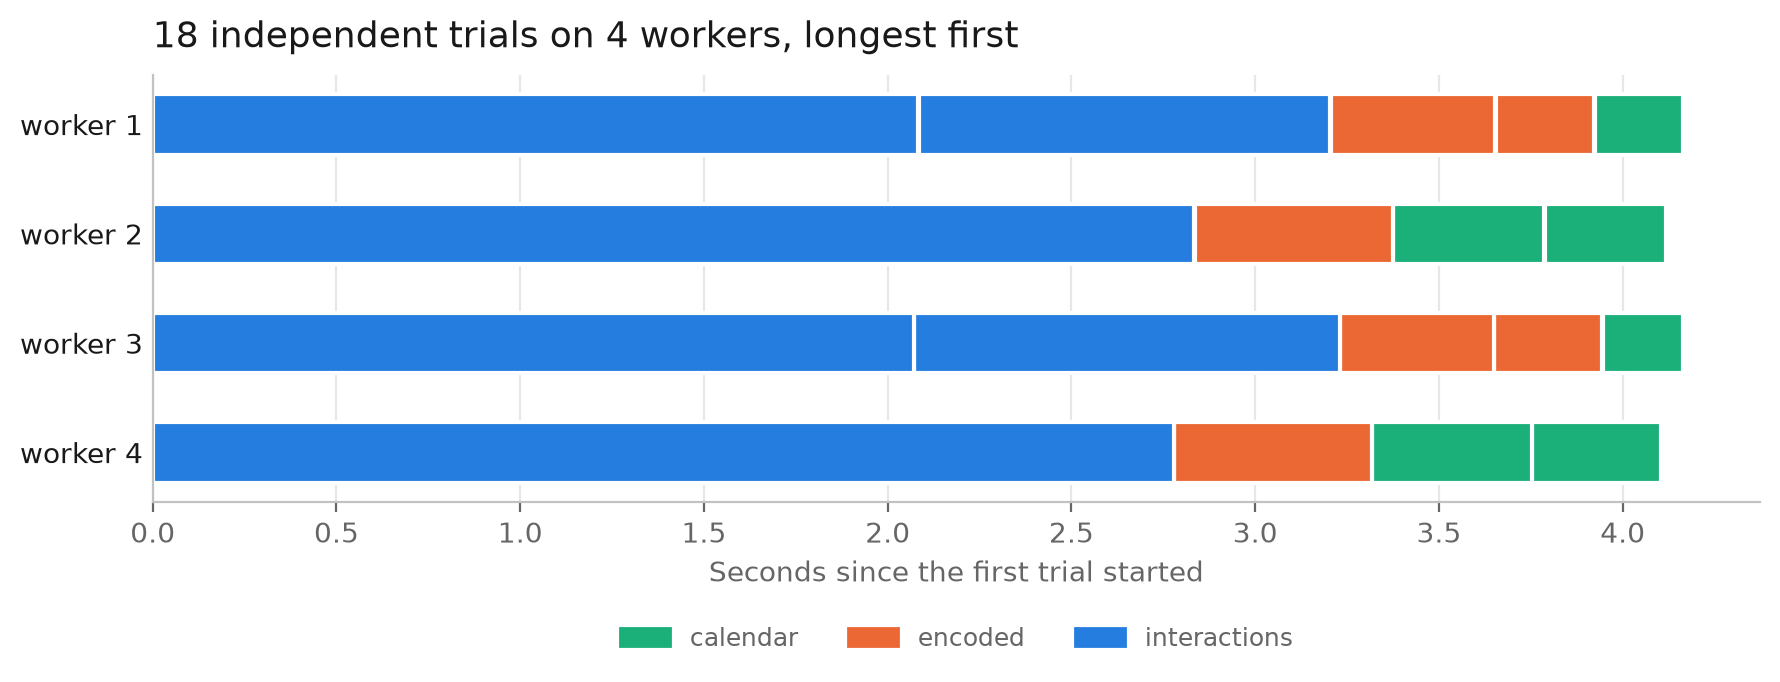 18 independent trials on 4 workers, longest first
worker 1
worker 2
worker 3
worker 4
0.0 0.5 1.0 1.5 2.0 2.5 3.0 3.5 4.0
Seconds since the first trial started
calendar encoded interactions